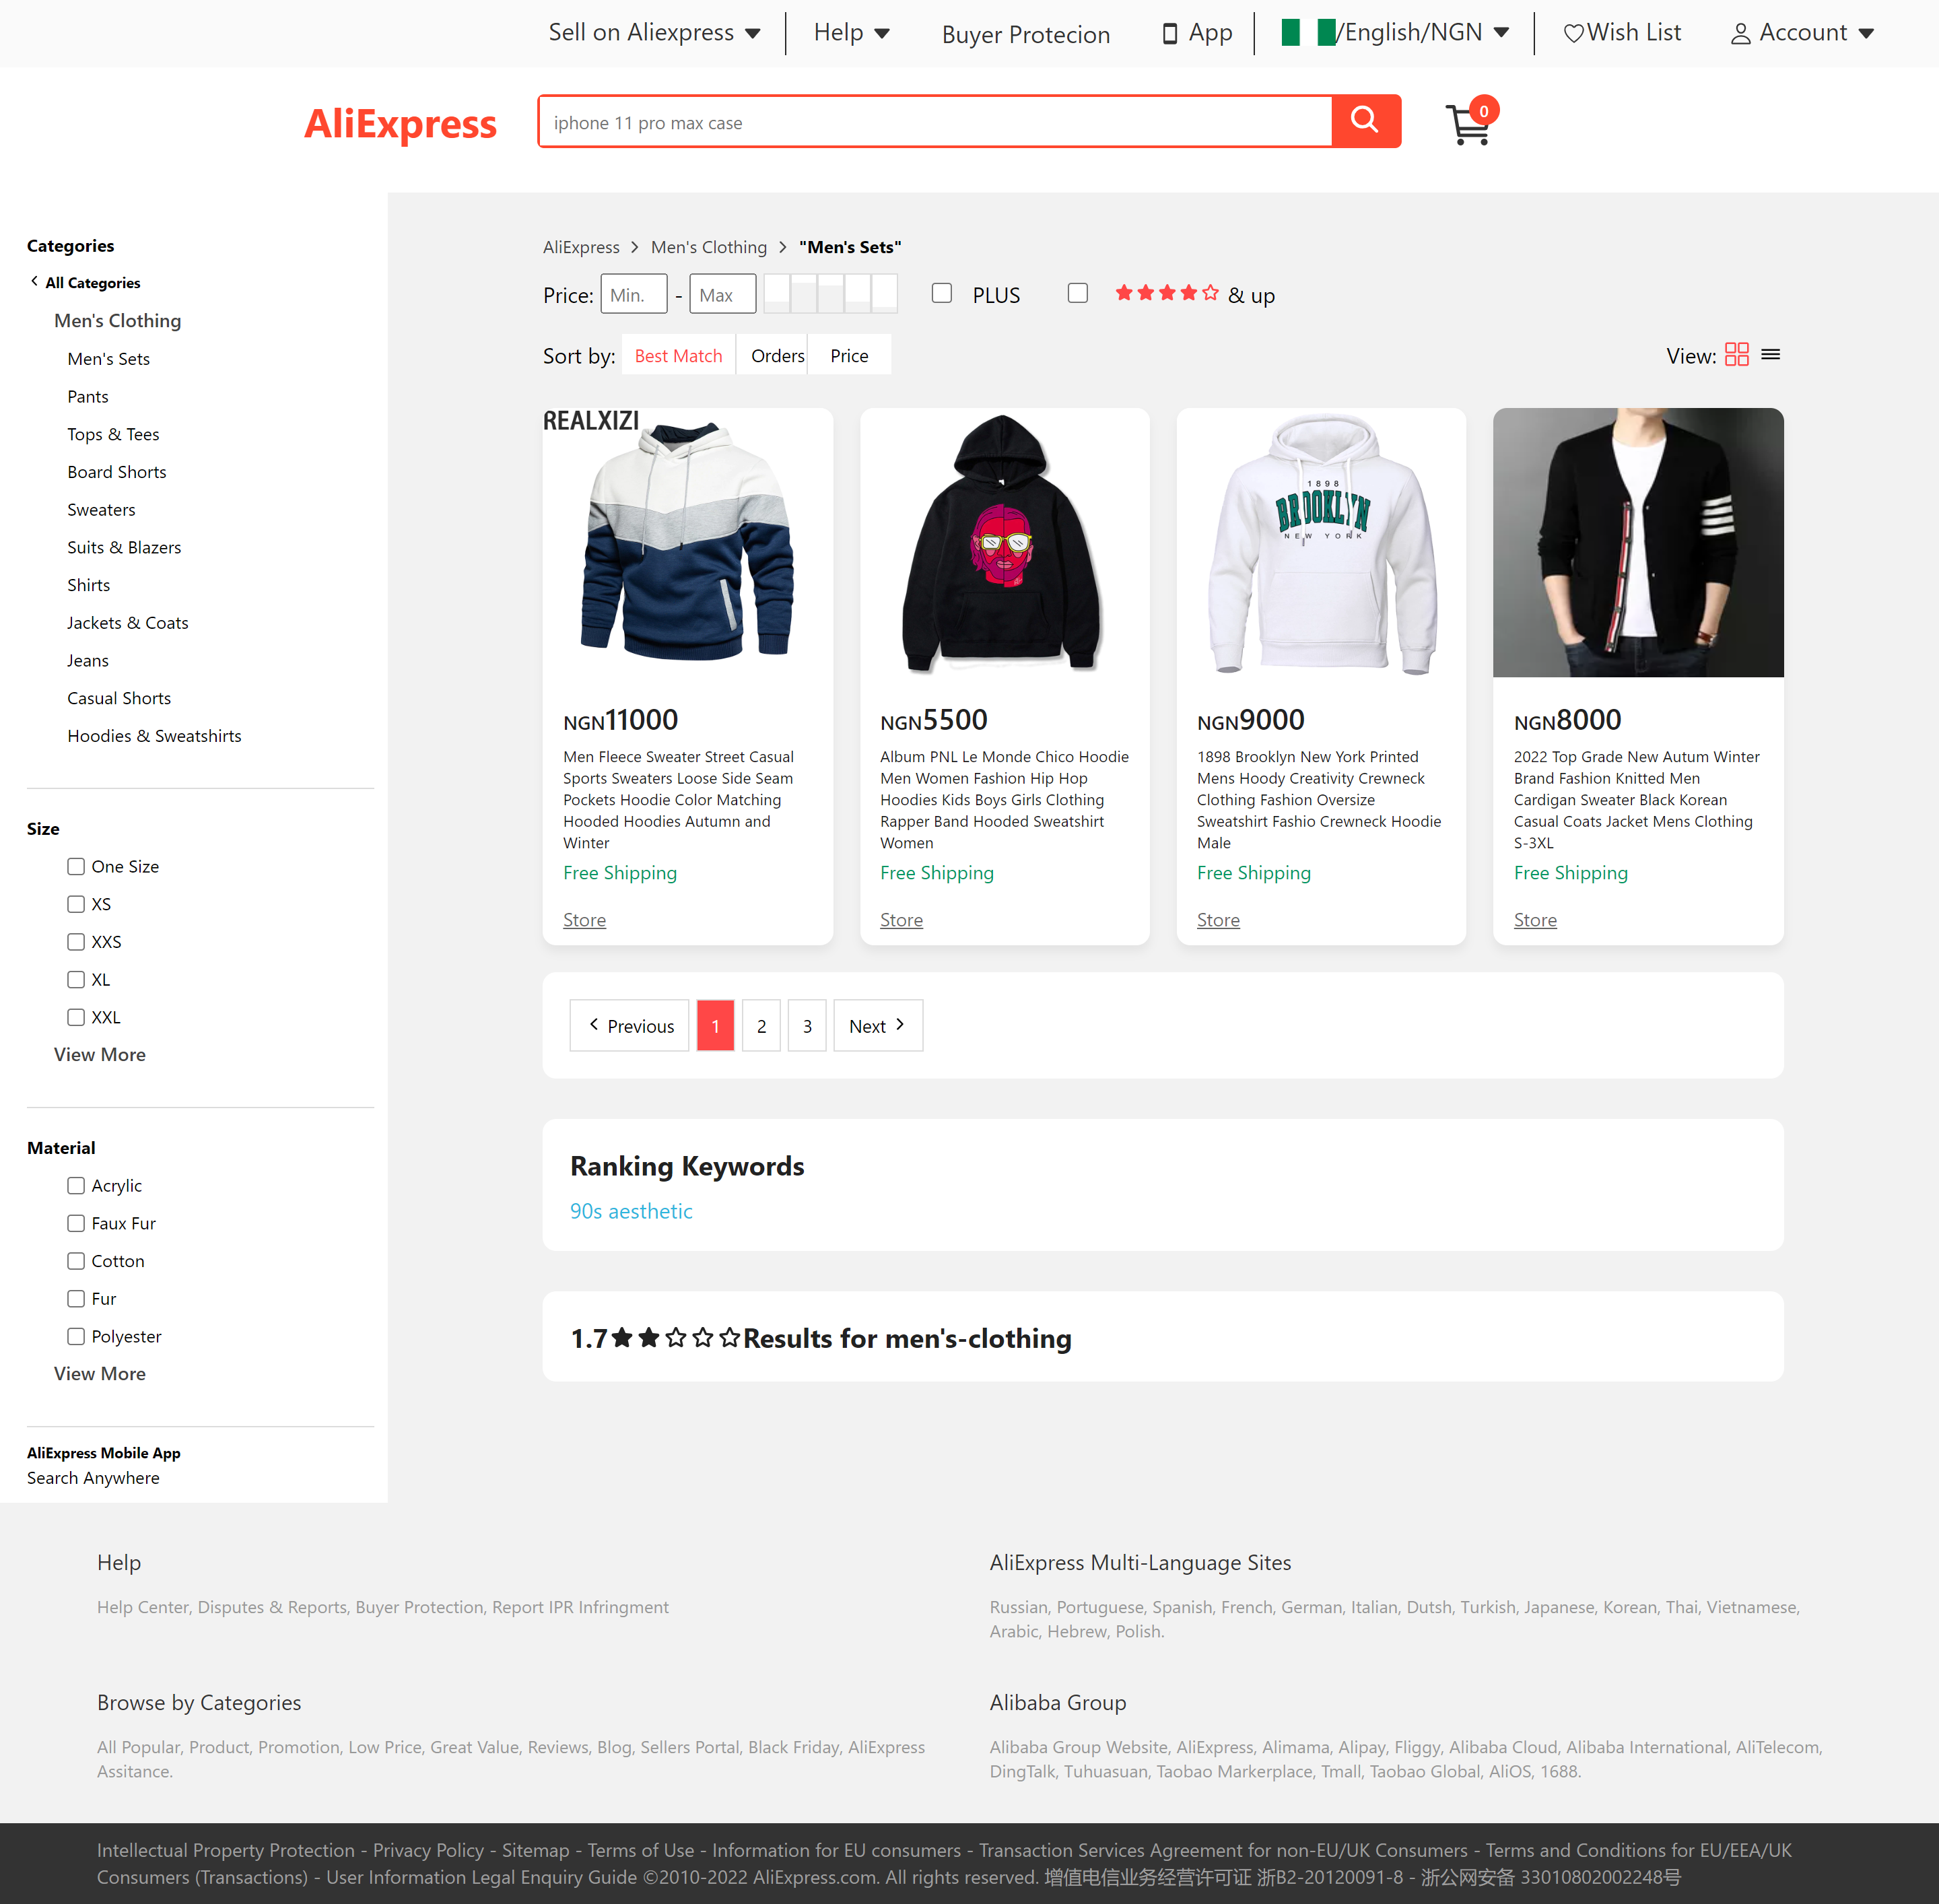 Sell on Aliexpress
Help
Buyer Protecion
App
/English/NGN
Wish List
Account
AliExpress
iphone 11 pro max case
0
Categories
All Categories
Men's Clothing
Men's Sets
Pants
Tops & Tees
Board Shorts
Sweaters
Suits & Blazers
Shirts
Jackets & Coats
Jeans
Casual Shorts
Hoodies & Sweatshirts
Size
One Size
XS
XXS
XL
XXL
View More
Material
Acrylic
Faux Fur
Cotton
Fur
Polyester
View More
AliExpress Mobile App
Search Anywhere
AliExpress > Men's Clothing > "Men's Sets"
Price: Min. - Max PLUS & up
Sort by: Best Match Orders Price View:
REALXIZI
NGN11000
Men Fleece Sweater Street Casual
Sports Sweaters Loose Side Seam
Pockets Hoodie Color Matching
Hooded Hoodies Autumn and
Winter
Free Shipping
Store
NGN5500
Album PNL Le Monde Chico Hoodie
Men Women Fashion Hip Hop
Hoodies Kids Boys Girls Clothing
Rapper Band Hooded Sweatshirt
Women
Free Shipping
Store
1898
BROOKLYN
NEW YORK
NGN9000
1898 Brooklyn New York Printed
Mens Hoody Creativity Crewneck
Clothing Fashion Oversize
Sweatshirt Fashio Crewneck Hoodie
Male
Free Shipping
Store
NGN8000
2022 Top Grade New Autum Winter
Brand Fashion Knitted Men
Cardigan Sweater Black Korean
Casual Coats Jacket Mens Clothing
S-3XL
Free Shipping
Store
Previous 1 2 3 Next
Ranking Keywords
90s aesthetic
1.7★★☆☆☆Results for men's-clothing
Help
Help Center, Disputes & Reports, Buyer Protection, Report IPR Infringment
AliExpress Multi-Language Sites
Russian, Portuguese, Spanish, French, German, Italian, Dutsh, Turkish, Japanese, Korean, Thai, Vietnamese,
Arabic, Hebrew, Polish.
Browse by Categories
All Popular, Product, Promotion, Low Price, Great Value, Reviews, Blog, Sellers Portal, Black Friday, AliExpress
Assitance.
Alibaba Group
Alibaba Group Website, AliExpress, Alimama, Alipay, Fliggy, Alibaba Cloud, Alibaba International, AliTelecom,
DingTalk, Tuhuasuan, Taobao Markerplace, Tmall, Taobao Global, AliOS, 1688.
Intellectual Property Protection - Privacy Policy - Sitemap - Terms of Use - Information for EU consumers - Transaction Services Agreement for non-EU/UK Consumers - Terms and Conditions for EU/EEA/UK
Consumers (Transactions) - User Information Legal Enquiry Guide ©2010-2022 AliExpress.com. All rights reserved. 增值电信业务经营许可证 浙B2-20120091-8 - 浙公网安备 33010802002248号